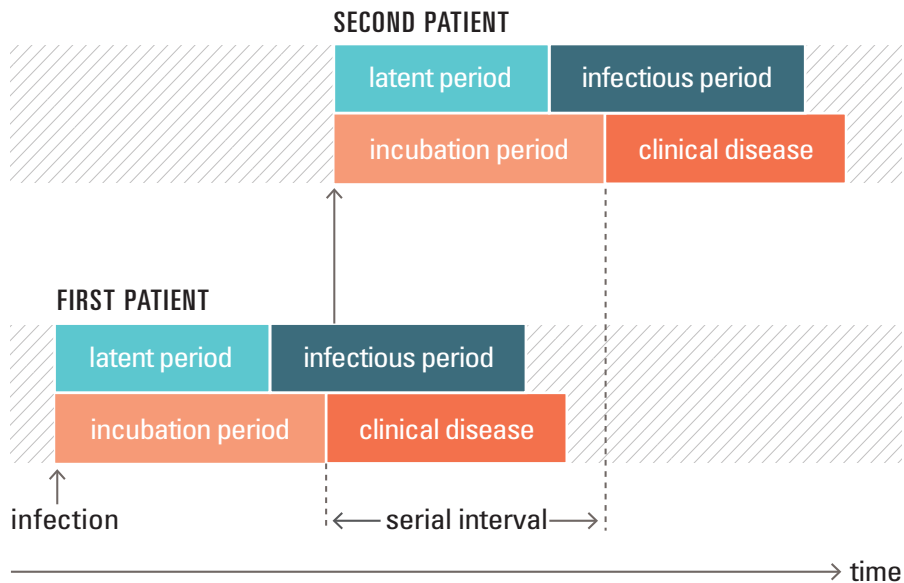 SECOND PATIENT
latent period
infectious period
incubation period
clinical disease
FIRST PATIENT
latent period
infectious period
incubation period
clinical disease
infection
serial interval
time